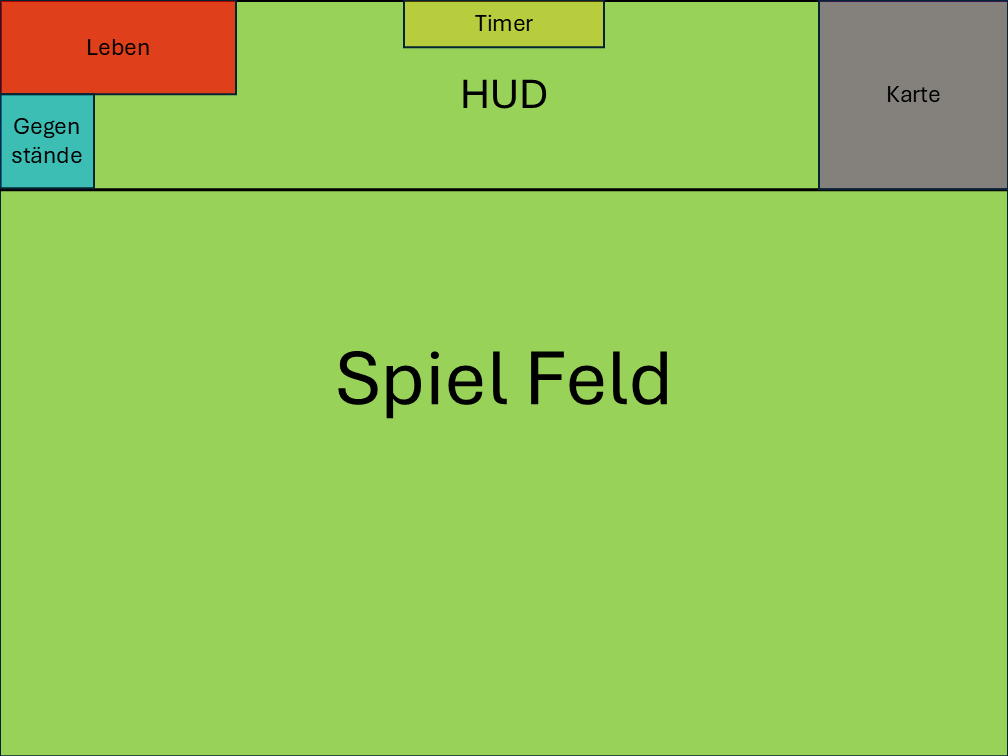 Leben
Timer
HUD
Karte
Gegen
stände
Spiel Feld